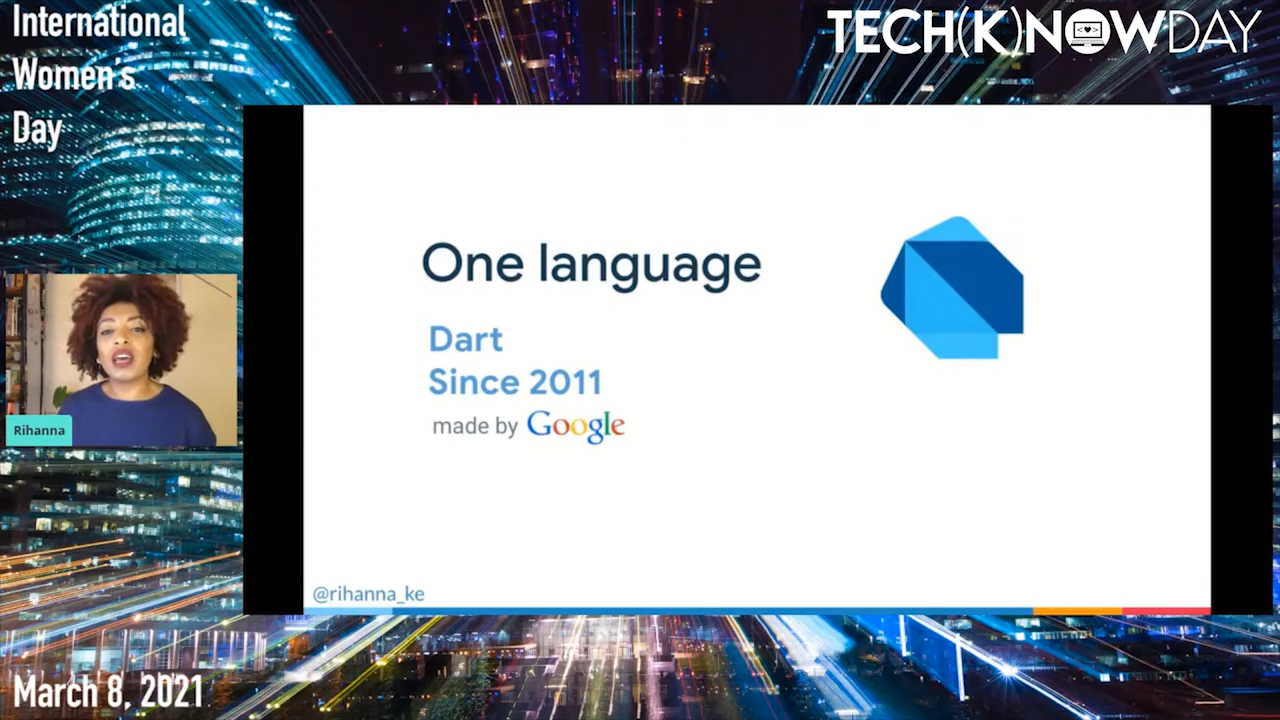 International
Women's
Day
TECH(K)NOWDAY
One language
Dart
Since 2011
made by Google
Rihanna
@rihanna_ke
March 8, 2021